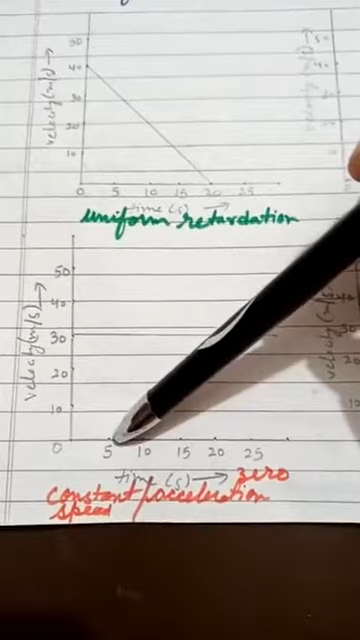 velocity(m/s) →
50
40
30
20
10
0 5 10 15 20 25
time (s) →
uniform retardation
velocity(m/s) →
50
40
30
20
10
0 5 10 15 20 25
time (s) → zero
constant/acceleration
speed
velocity(m/s)